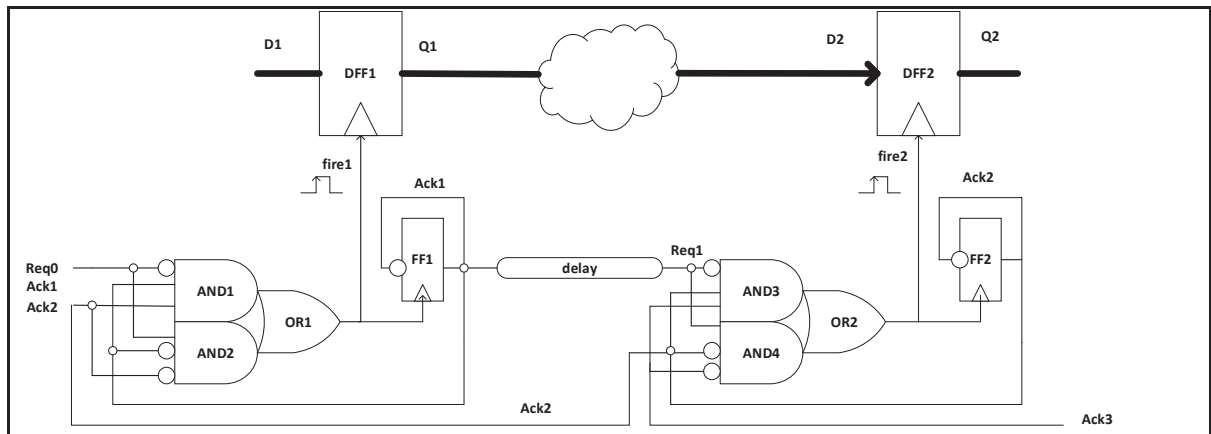 D1
DFF1
Q1
D2
DFF2
Q2
fire1
fire2
Ack1
Ack2
Req0
Ack1
Ack2
AND1
AND2
OR1
FF1
delay
Req1
AND3
AND4
OR2
FF2
Ack2
Ack3